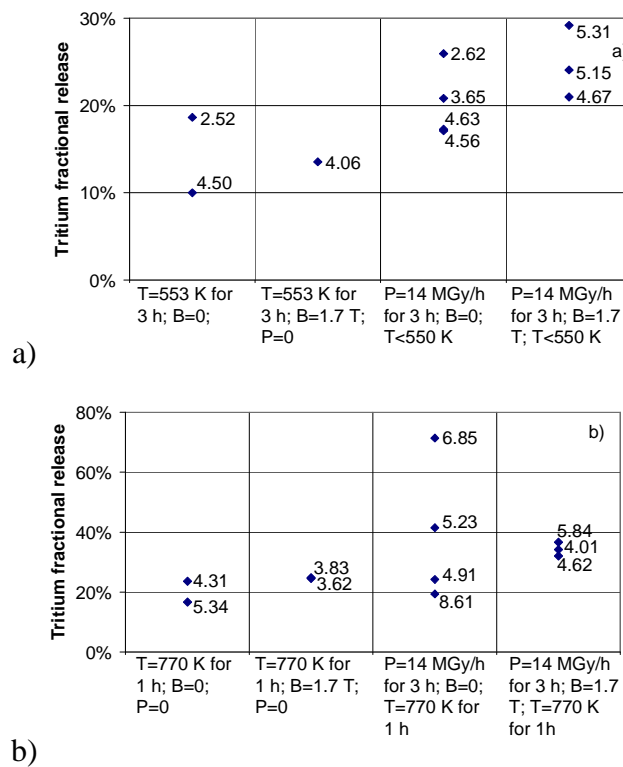 30%
20%
10%
0%
Tritium fractional release
2.52
4.50
4.06
2.62
3.65
4.63
4.56
5.31
5.15
4.67
a)
T=553 K for
3 h; B=0;
T=553 K for
3 h; B=1.7 T;
P=0
P=14 MGy/h
for 3 h; B=0;
T<550 K
P=14 MGy/h
for 3 h; B=1.7
T; T<550 K
a)
80%
60%
40%
20%
0%
Tritium fractional release
4.31
5.34
3.83
3.62
6.85
5.23
4.91
8.61
5.84
4.01
4.62
b)
T=770 K for
1 h; B=0;
P=0
T=770 K for
1 h; B=1.7 T;
P=0
P=14 MGy/h
for 3 h; B=0;
T=770 K for
1 h
P=14 MGy/h
for 3 h; B=1.7
T; T=770 K
for 1h
b)